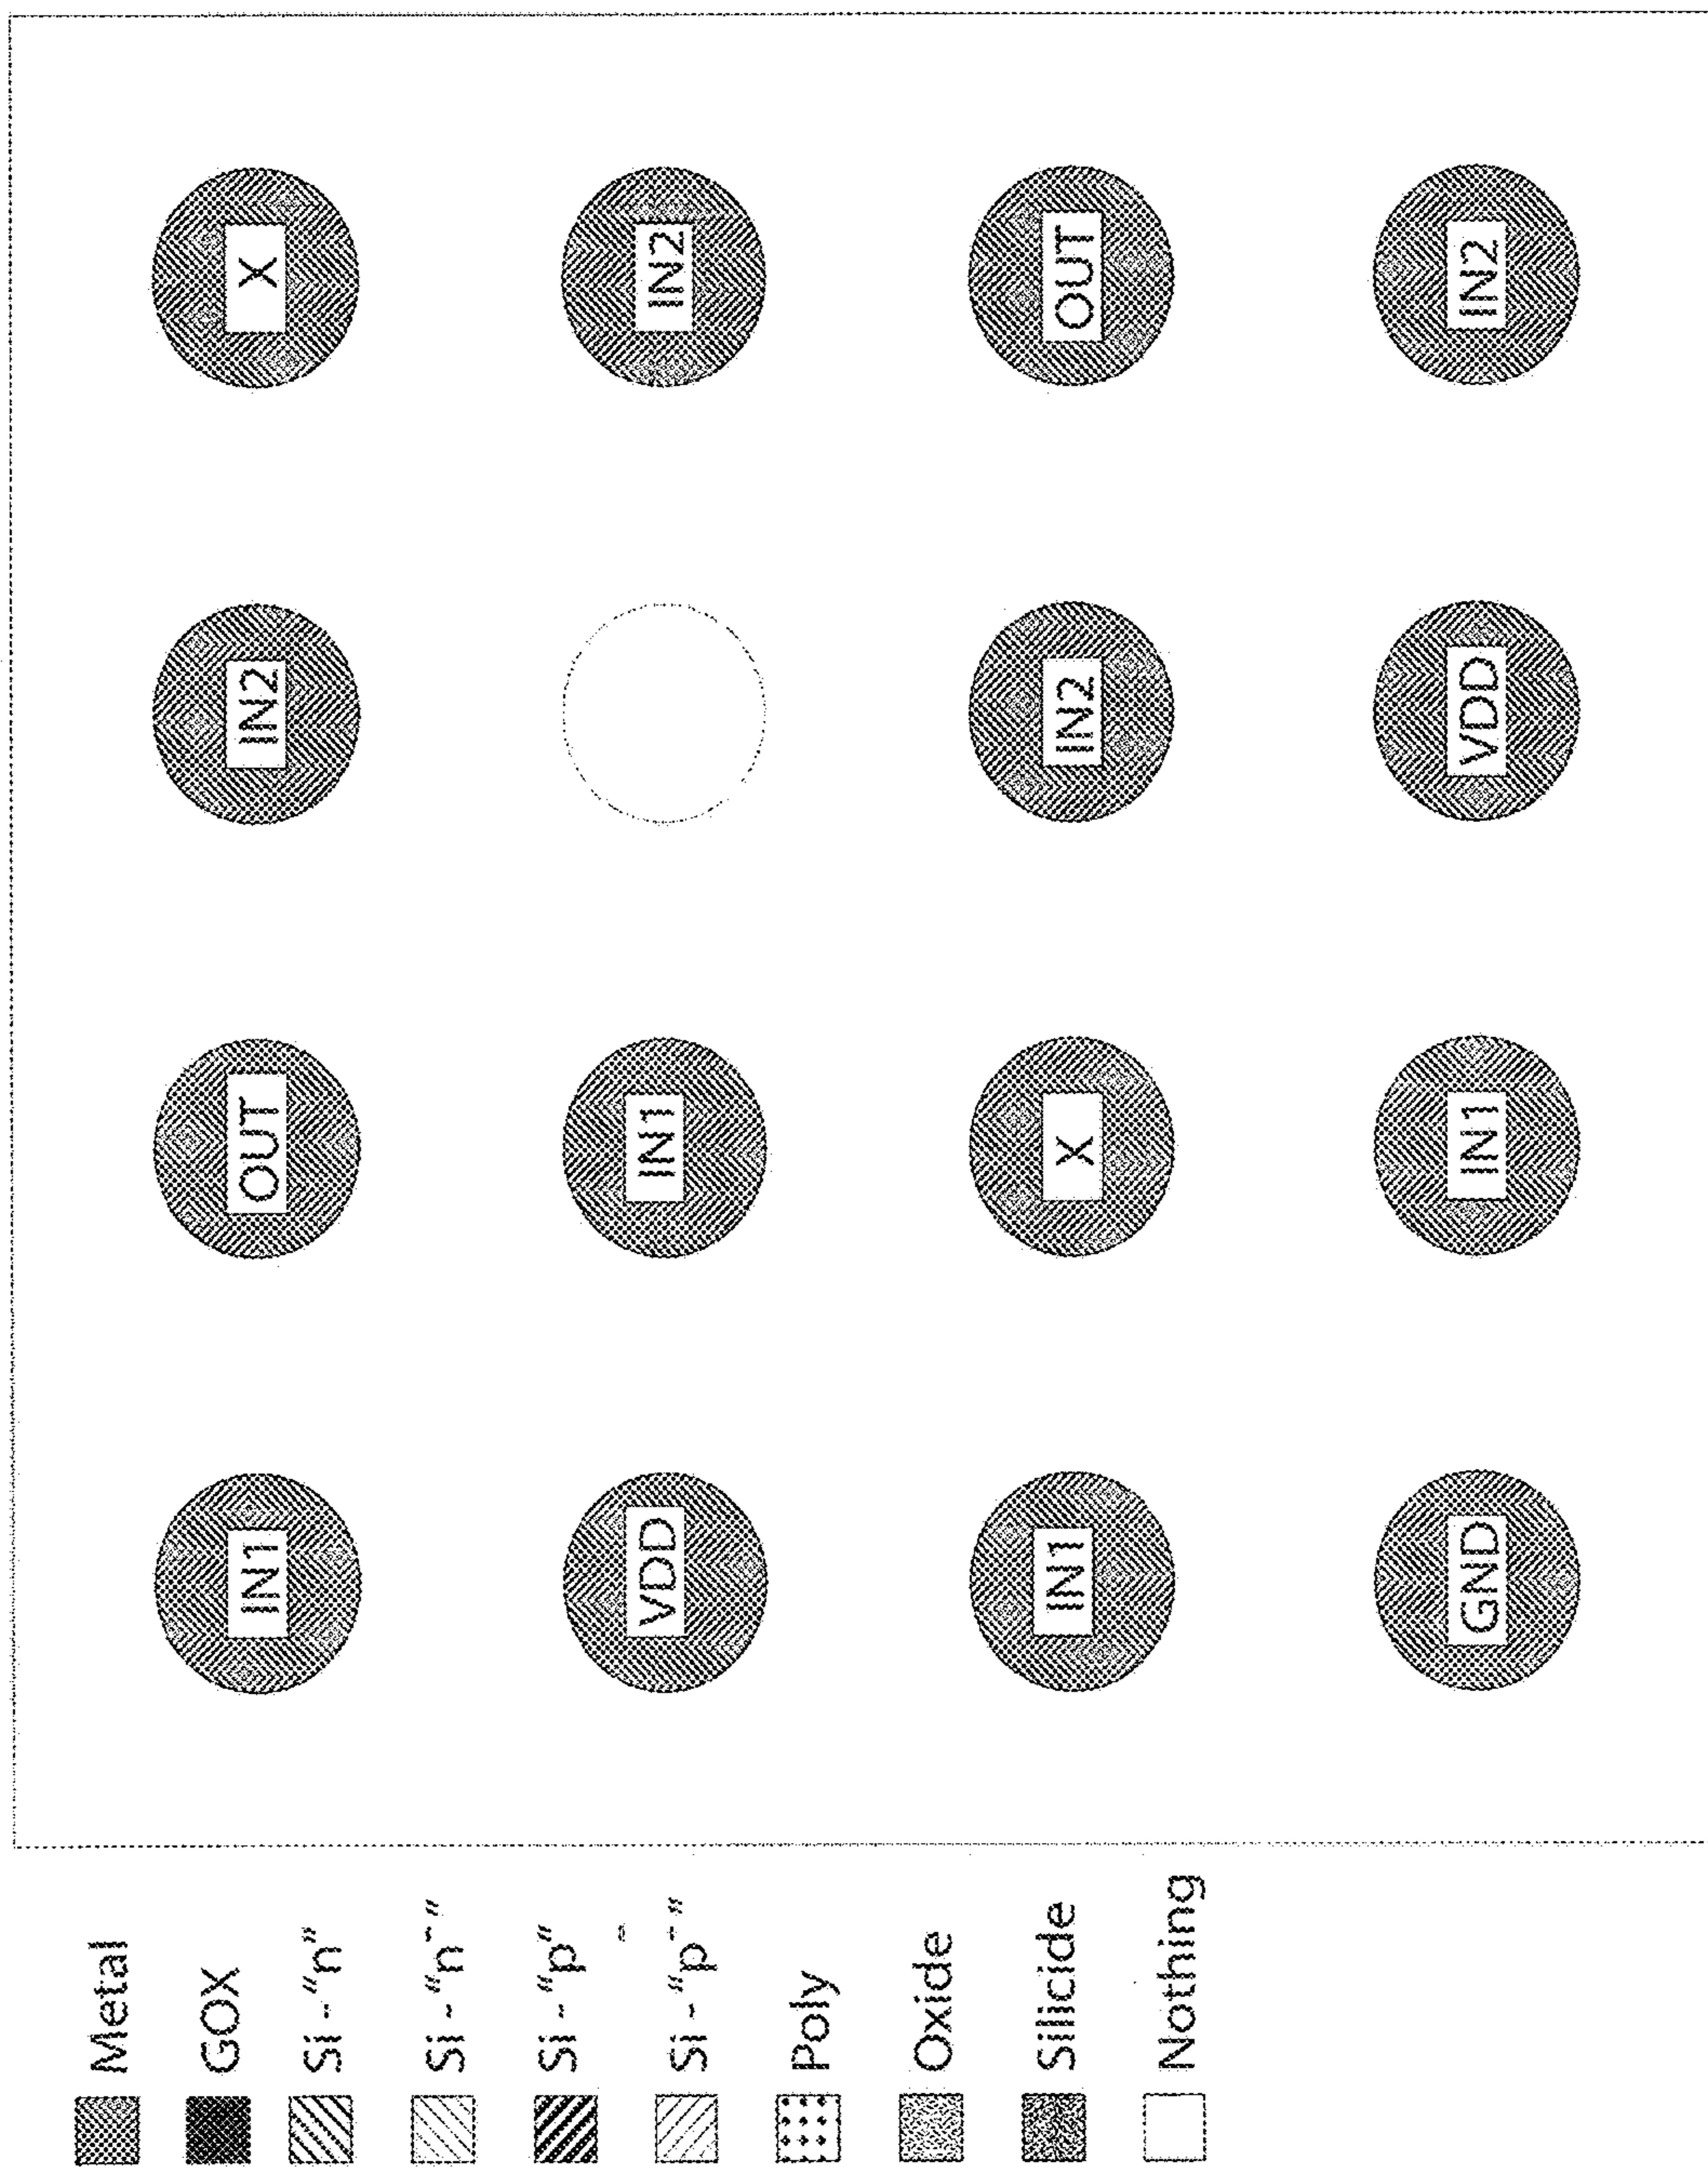 Metal
GOX
Si - "n"
Si - "n⁻"
Si - "p"
Si - "p⁻"
Poly
Oxide
Silicide
Nothing
IN1 OUT IN2 X
VDD IN1 IN2
IN1 X IN2 OUT
GND IN1 VDD IN2